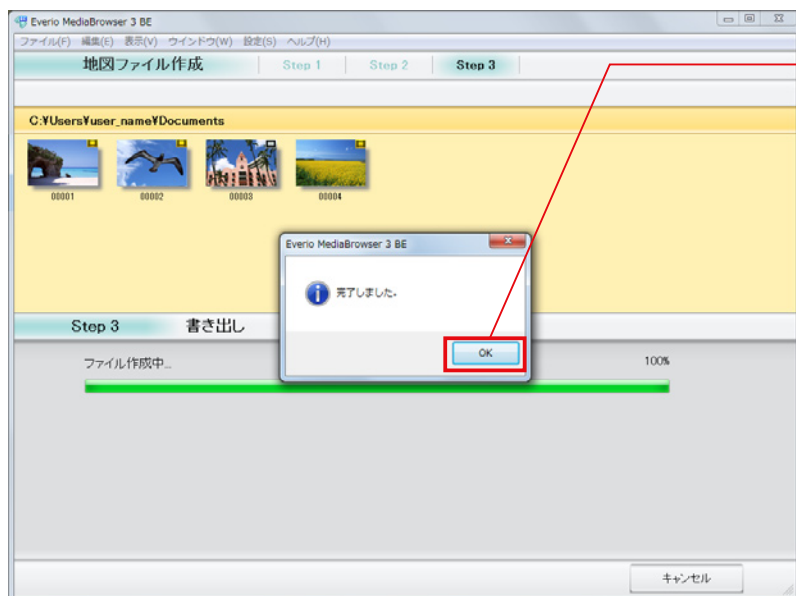 Everio MediaBrowser 3 BE
ファイル(F) 編集(E) 表示(V) ウインドウ(W) 設定(S) ヘルプ(H)
地図ファイル作成 Step 1 Step 2 Step 3
C:¥Users¥user_name¥Documents
00001 00002 00003 00004
Everio MediaBrowser 3 BE
完了しました。
OK
Step 3 書き出し
ファイル作成中... 100%
キャンセル